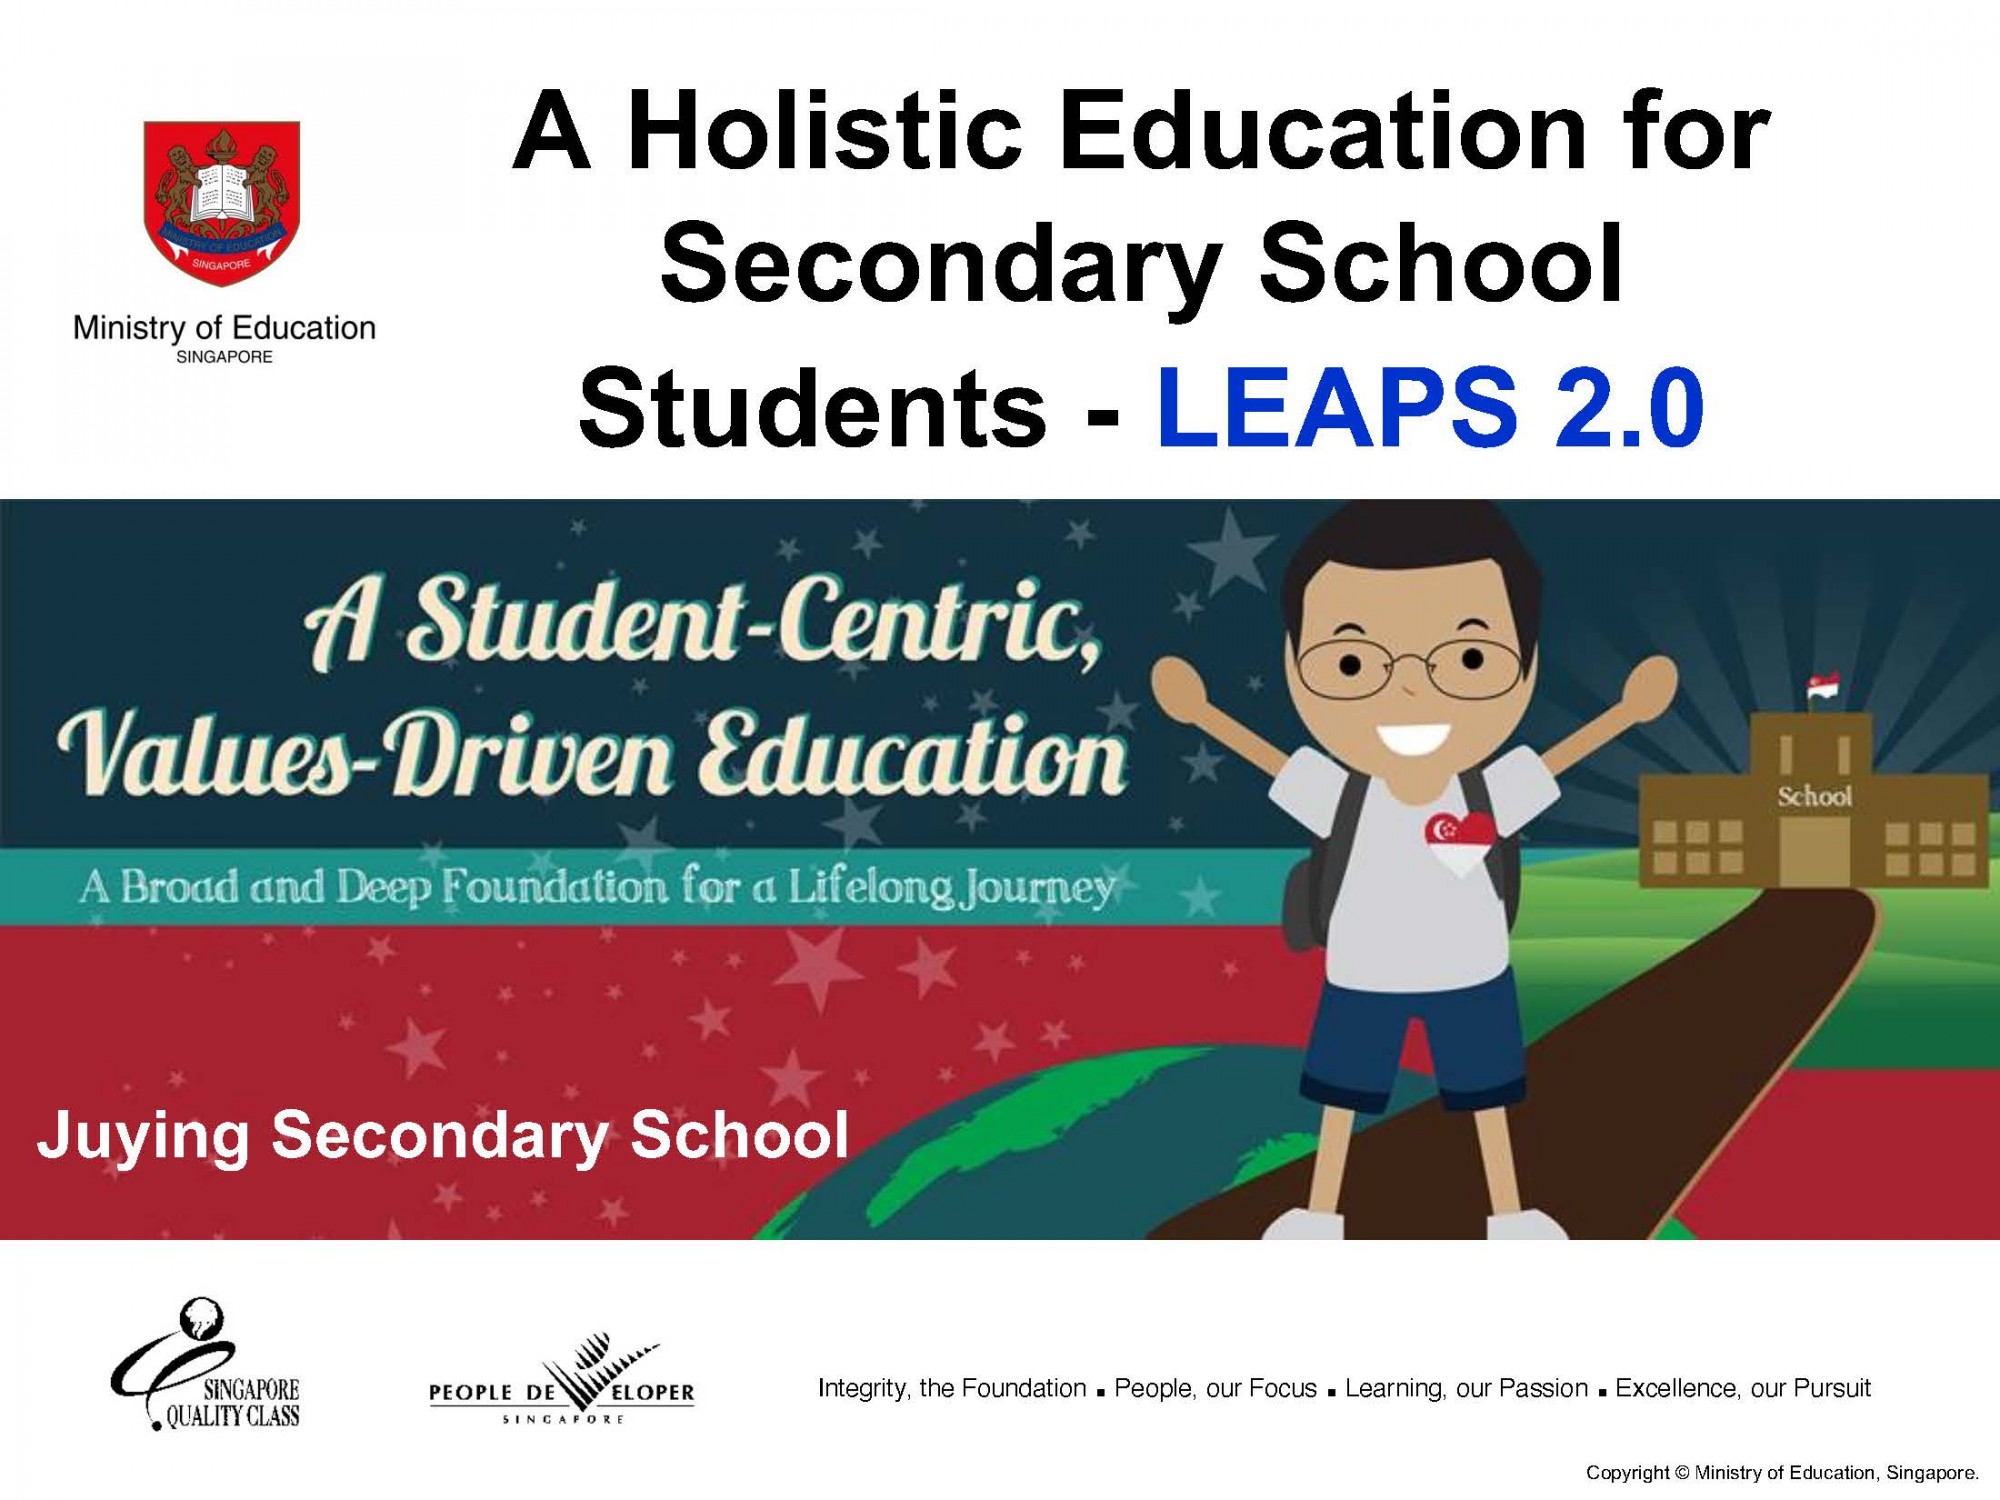 A Holistic Education for
Secondary School
Students - LEAPS 2.0
MINISTRY OF EDUCATION
SINGAPORE
Ministry of Education
SINGAPORE
A Student-Centric,
Values-Driven Education
School
A Broad and Deep Foundation for a Lifelong Journey
Juying Secondary School
SINGAPORE
QUALITY CLASS
PEOPLE DEVELOPER
SINGAPORE
Integrity, the Foundation ■ People, our Focus ■ Learning, our Passion ■ Excellence, our Pursuit
Copyright © Ministry of Education, Singapore.